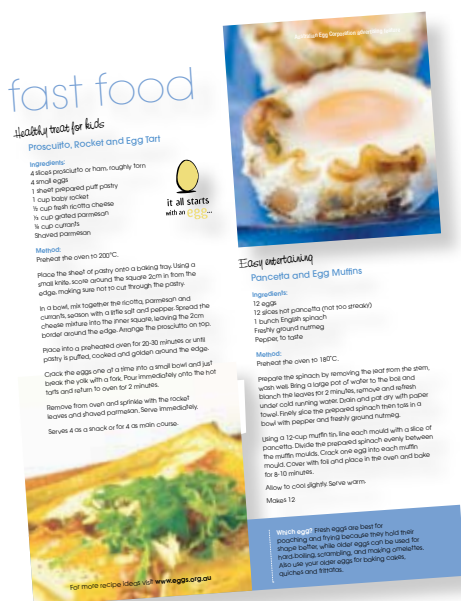 fast food
Healthy treat for kids
Prosciutto, Rocket and Egg Tart
Ingredients:
4 slices prosciutto or ham, roughly torn
4 small eggs
1 sheet prepared puff pastry
1 cup baby rocket
½ cup fresh ricotta cheese
cup grated parmesan
cup currants
Shaved parmesan
it all starts
with an egg...
Method:
Preheat the oven to 200°C.
Place the sheet of pastry onto a baking tray. Using a
small knife, score around the square 2cm in from the
edge, making sure not to cut through the pastry.
In a bowl, mix together the ricotta, parmesan and
currants, season with a little salt and pepper. Spread the
cheese mixture into the inner square, leaving the 2cm
border around the edge. Arrange the prosciutto on top.
Place into a preheated oven for 20-30 minutes or until
pastry is puffed, cooked and golden around the edge.
Crack the eggs one at a time into a small bowl and just
break the yolk with a fork. Pour immediately onto the hot
tarts and return to oven for 2 minutes.
Remove from oven and sprinkle with the rocket
leaves and shaved parmesan. Serve immediately.
Serves 4 as a snack or for 4 as main course.
For more recipe ideas visit www.eggs.org.au
Egg Corporation
Easy entertaining
Pancetta and Egg Muffins
Ingredients:
12 eggs
12 slices hot pancetta (not too streaky)
1 bunch English spinach
Freshly ground nutmeg
Pepper, to taste
Method:
Preheat the oven to 180°C.
Prepare the spinach by removing the leaf from the stem,
wash well. Bring a large pot of water to the boil and
blanch the leaves for 2 minutes, remove and refresh
under cold running water. Drain and pat dry with paper
towel. Finely slice the prepared spinach then toss in a
bowl with pepper and freshly ground nutmeg.
Using a 12-cup muffin tin, line each mould with a slice of
pancetta. Divide the prepared spinach evenly between
the muffin moulds. Crack one egg into each muffin
mould. Cover with foil and place in the oven and bake
for 8-10 minutes.
Allow to cool slightly. Serve warm.
Makes 12
Which egg? Fresh eggs are best for
poaching and frying because they hold their
shape better, while older eggs can be used for
hard-boiling, scrambling, and making omelettes.
Also use your older eggs for baking cakes,
quiches and frittatas.